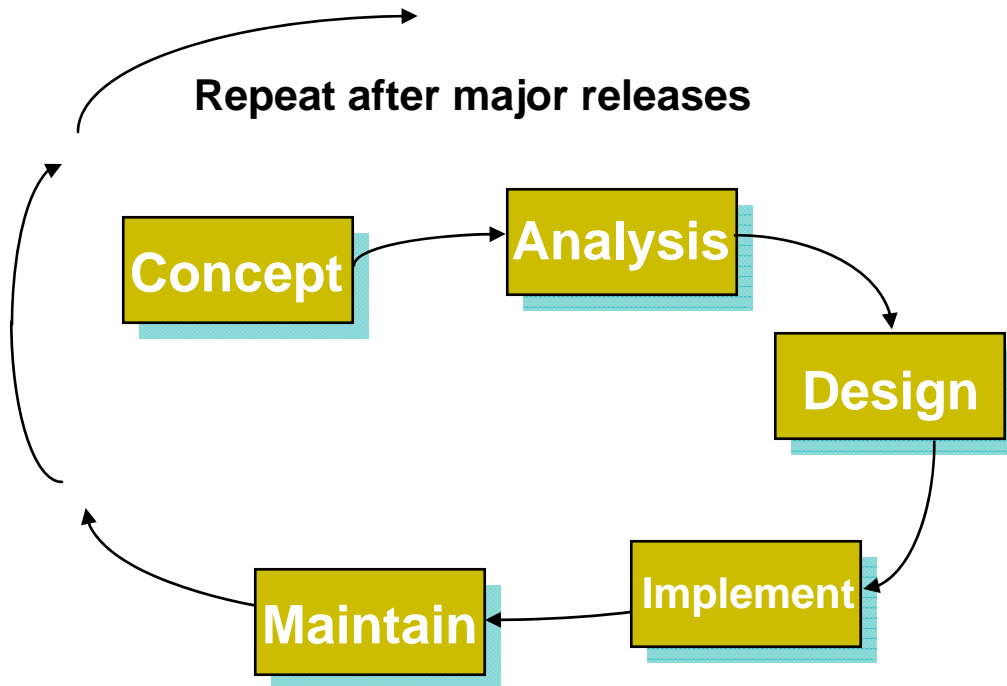 Repeat after major releases
Concept
Analysis
Design
Implement
Maintain